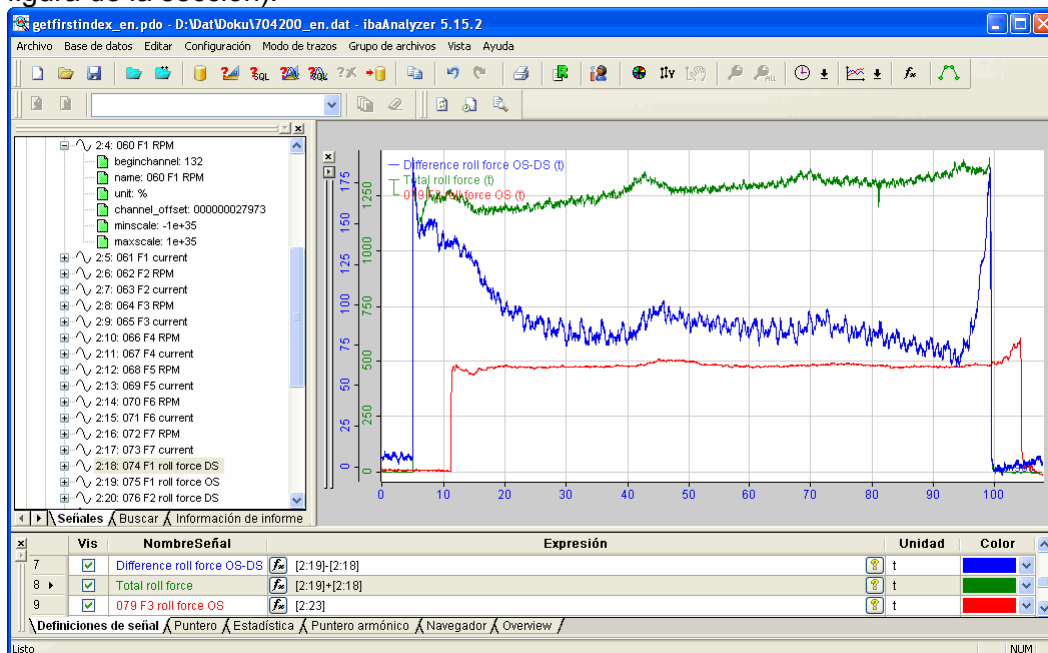 figura de la sección).
getfirstindex_en.pdo - D:\Dat\Doku\704200_en.dat - ibaAnalyzer 5.15.2
Archivo Base de datos Editar Configuración Modo de trazos Grupo de archivos Vista Ayuda
2:4: 060 F1 RPM
beginchannel: 132
name: 060 F1 RPM
unit: %
channel_offset: 000000027973
minscale: -1e+35
maxscale: 1e+35
2:5: 061 F1 current
2:6: 062 F2 RPM
2:7: 063 F2 current
2:8: 064 F3 RPM
2:9: 065 F3 current
2:10: 066 F4 RPM
2:11: 067 F4 current
2:12: 068 F5 RPM
2:13: 069 F5 current
2:14: 070 F6 RPM
2:15: 071 F6 current
2:16: 072 F7 RPM
2:17: 073 F7 current
2:18: 074 F1 roll force DS
2:19: 075 F1 roll force OS
2:20: 076 F2 roll force DS
Señales Buscar Información de informe
Difference roll force OS-DS (t)
Total roll force (t)
079 F3 roll force OS (t)
175
150
125
100
75
50
25
0
1250
1000
750
500
250
0
0 10 20 30 40 50 60 70 80 90 100
Vis NombreSeñal Expresión Unidad Color
7 Difference roll force OS-DS fx [2:19]-[2:18] ? t
8 Total roll force fx [2:19]+[2:18] ? t
9 079 F3 roll force OS fx [2:23] ? t
Definiciones de señal Puntero Estadística Puntero armónico Navegador Overview
Listo NUM